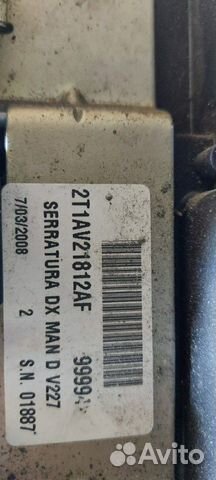 2T1AV21812AF
SERRATURA DX MAN D V227
7/03/2008
2
S.N. 01887
Avito